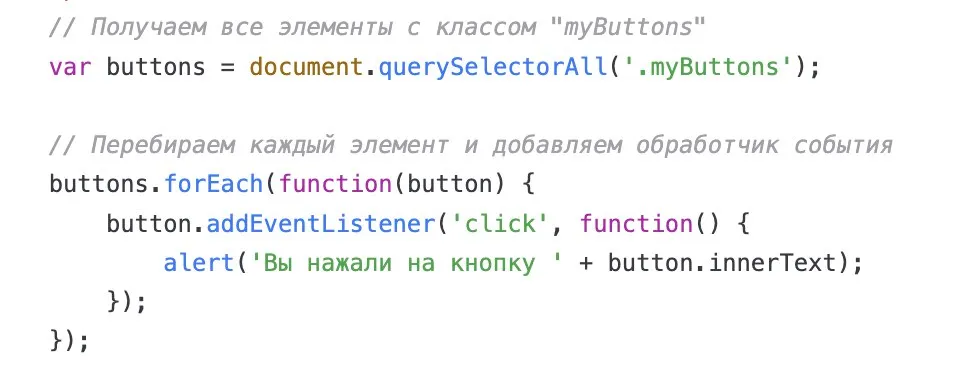 // Получаем все элементы с классом "myButtons"
var buttons = document.querySelectorAll('.myButtons');
// Перебираем каждый элемент и добавляем обработчик события
buttons.forEach(function(button) {
    button.addEventListener('click', function() {
        alert('Вы нажали на кнопку ' + button.innerText);
    });
});